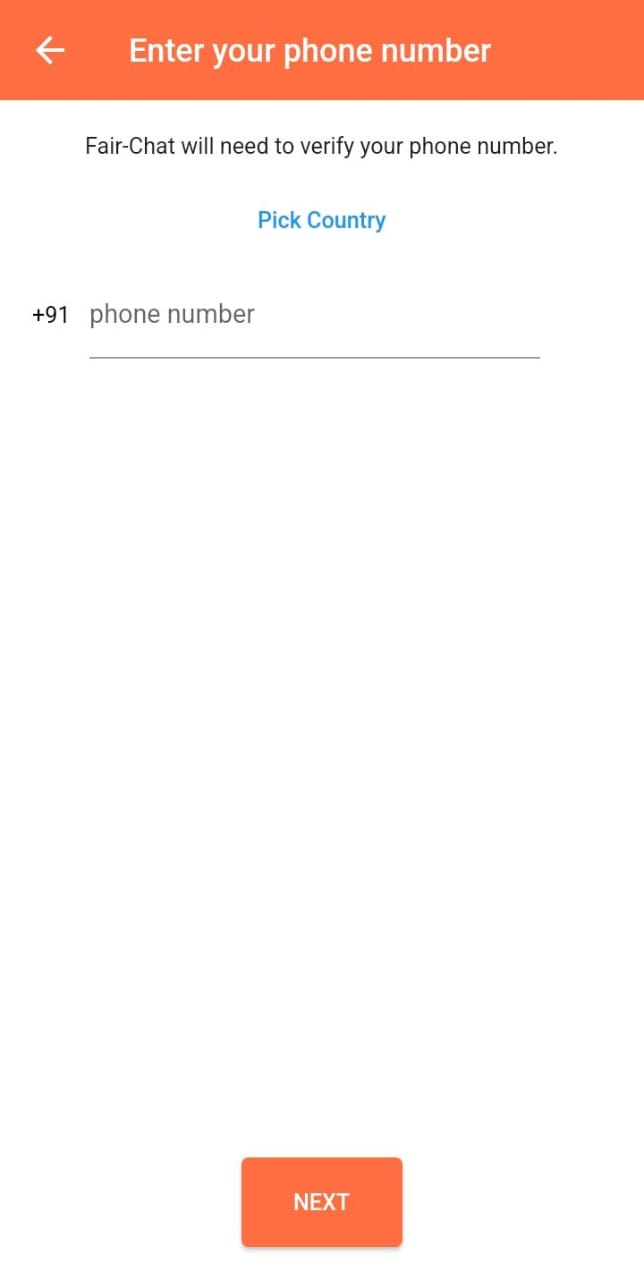 Enter your phone number
Fair-Chat will need to verify your phone number.
Pick Country
+91 phone number
NEXT